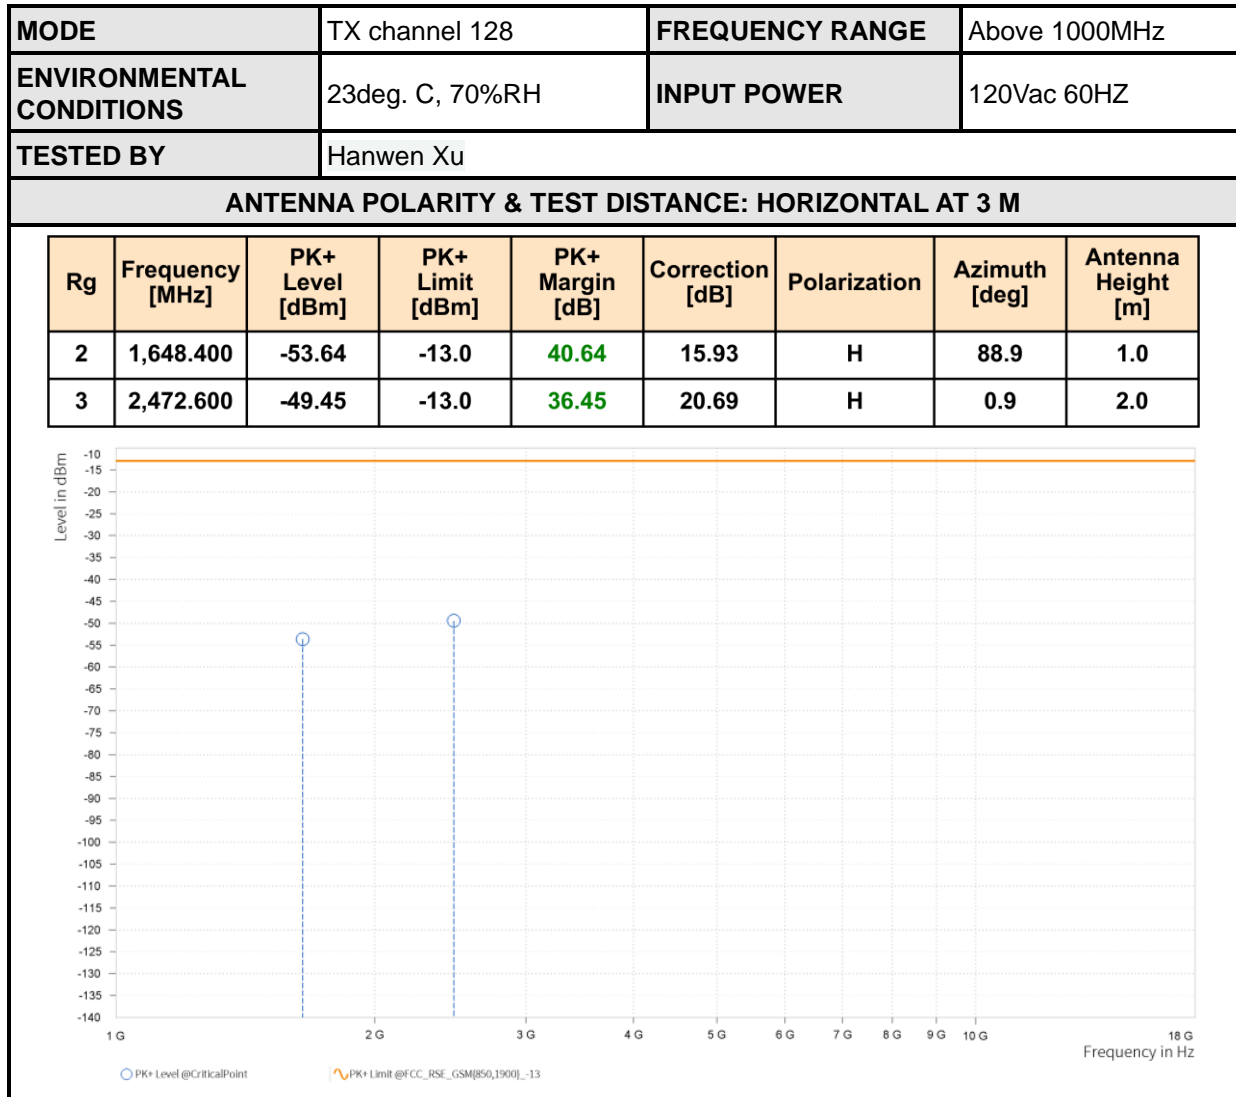 MODE TX channel 128 FREQUENCY RANGE Above 1000MHz
ENVIRONMENTAL CONDITIONS 23deg. C, 70%RH INPUT POWER 120Vac 60HZ
TESTED BY Hanwen Xu
ANTENNA POLARITY & TEST DISTANCE: HORIZONTAL AT 3 M
Rg Frequency [MHz] PK+ Level [dBm] PK+ Limit [dBm] PK+ Margin [dB] Correction [dB] Polarization Azimuth [deg] Antenna Height [m]
2 1,648.400 -53.64 -13.0 40.64 15.93 H 88.9 1.0
3 2,472.600 -49.45 -13.0 36.45 20.69 H 0.9 2.0
Level in dBm
-10
-15
-20
-25
-30
-35
-40
-45
-50
-55
-60
-65
-70
-75
-80
-85
-90
-95
-100
-105
-110
-115
-120
-125
-130
-135
-140
1 G 2 G 3 G 4 G 5 G 6 G 7 G 8 G 9 G 10 G 18 G
Frequency in Hz
PK+ Level @CriticalPoint PK+ Limit @FCC_RSE_GSM(850,1900)_-13